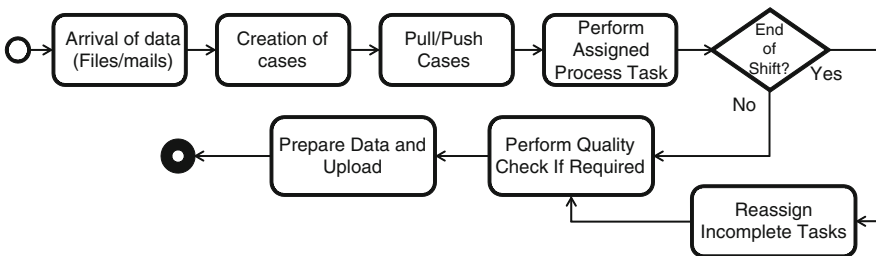 Arrival of data
(Files/mails)
Creation of
cases
Pull/Push
Cases
Perform
Assigned
Process Task
End
of
Shift?
Yes
No
Prepare Data and
Upload
Perform Quality
Check If Required
Reassign
Incomplete Tasks